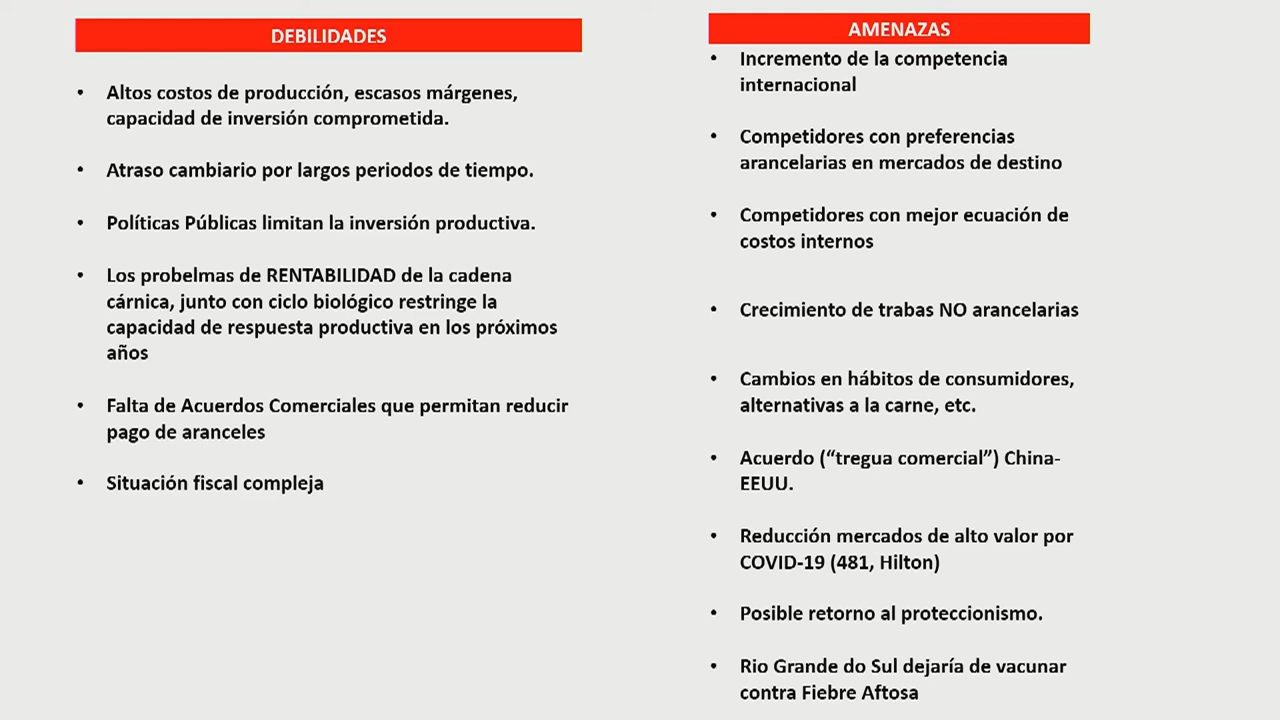 DEBILIDADES
• Altos costos de producción, escasos márgenes,
capacidad de inversión comprometida.
• Atraso cambiario por largos periodos de tiempo.
• Políticas Públicas limitan la inversión productiva.
• Los probelmas de RENTABILIDAD de la cadena
cárnica, junto con ciclo biológico restringe la
capacidad de respuesta productiva en los próximos
años
• Falta de Acuerdos Comerciales que permitan reducir
pago de aranceles
• Situación fiscal compleja
AMENAZAS
• Incremento de la competencia
internacional
• Competidores con preferencias
arancelarias en mercados de destino
• Competidores con mejor ecuación de
costos internos
• Crecimiento de trabas NO arancelarias
• Cambios en hábitos de consumidores,
alternativas a la carne, etc.
• Acuerdo (“tregua comercial”) China-
EEUU.
• Reducción mercados de alto valor por
COVID-19 (481, Hilton)
• Posible retorno al proteccionismo.
• Rio Grande do Sul dejaría de vacunar
contra Fiebre Aftosa